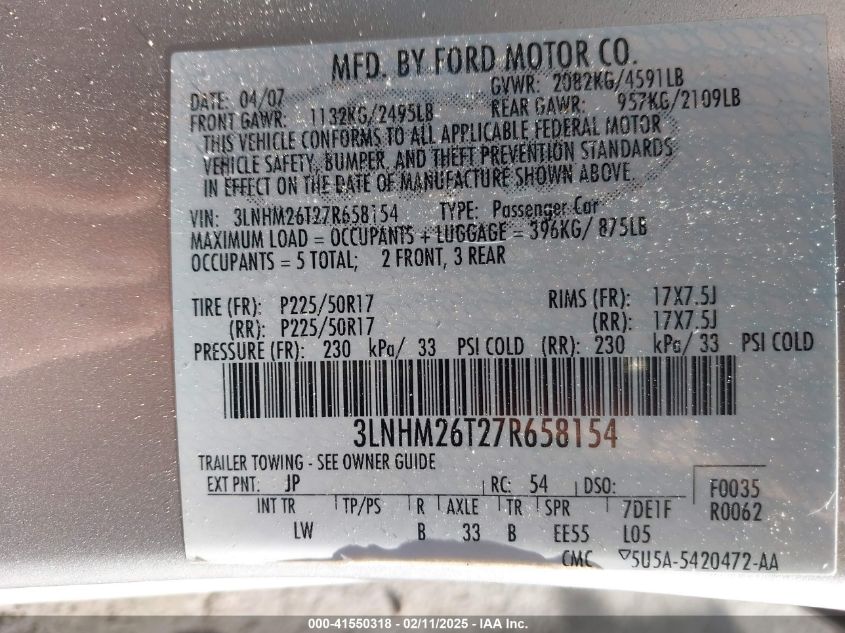 MFD. BY FORD MOTOR CO.
DATE: 04/07 GVWR: 2082KG/4591LB
FRONT GAWR: 1132KG/2495LB REAR GAWR: 957KG/2109LB
THIS VEHICLE CONFORMS TO ALL APPLICABLE FEDERAL MOTOR
VEHICLE SAFETY, BUMPER, AND THEFT PREVENTION STANDARDS
IN EFFECT ON THE DATE OF MANUFACTURE SHOWN ABOVE.
VIN: 3LNHM26T27R658154 TYPE: Passenger Car
MAXIMUM LOAD = OCCUPANTS + LUGGAGE = 396KG/ 875LB
OCCUPANTS = 5 TOTAL; 2 FRONT, 3 REAR
TIRE (FR): P225/50R17 RIMS (FR): 17X7.5J
(RR): P225/50R17 (RR): 17X7.5J
PRESSURE (FR): 230 kPa/ 33 PSI COLD (RR): 230 kPa/ 33 PSI COLD
3LNHM26T27R658154
TRAILER TOWING - SEE OWNER GUIDE
EXT PNT: JP RC: 54 DSO: F0035
INT TR TP/PS R AXLE TR SPR 7DE1F R0062
LW B 33 B EE55 L05
CMC 5U5A-5420472-AA
000-41550318 - 02/11/2025 - IAA Inc.